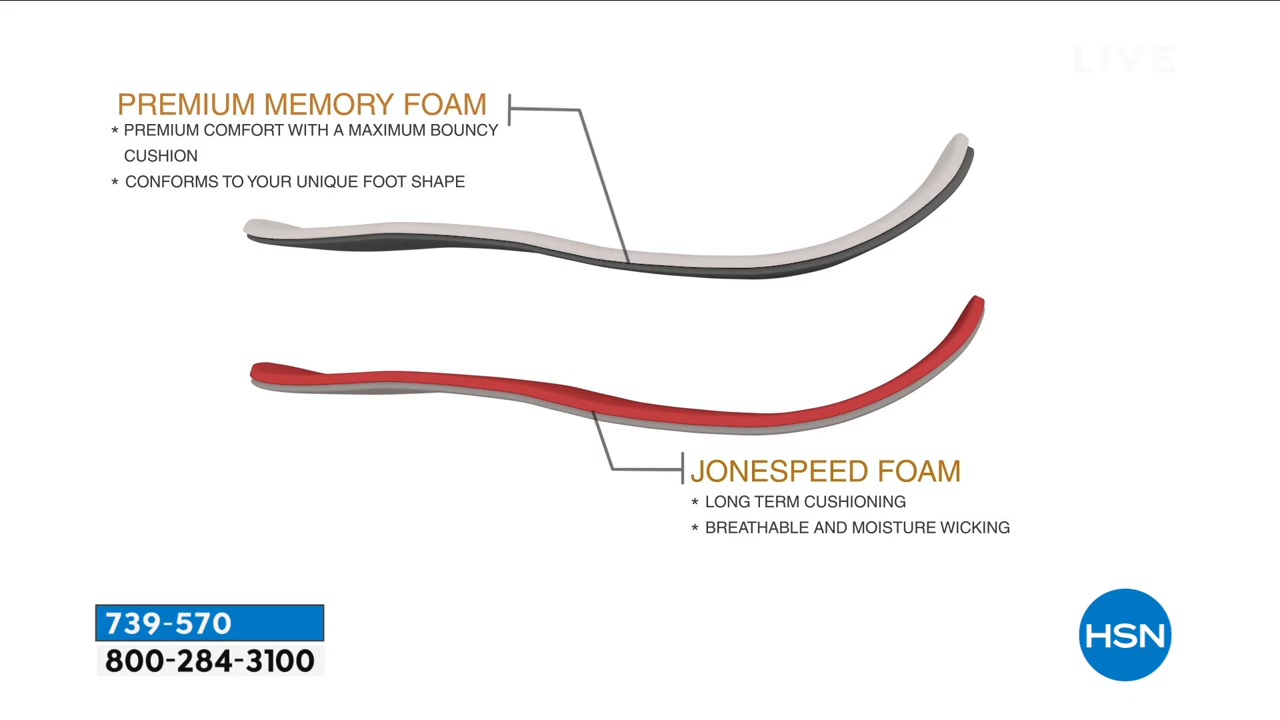 LIVE
PREMIUM MEMORY FOAM
* PREMIUM COMFORT WITH A MAXIMUM BOUNCY
CUSHION
* CONFORMS TO YOUR UNIQUE FOOT SHAPE
JONESPEED FOAM
* LONG TERM CUSHIONING
* BREATHABLE AND MOISTURE WICKING
739-570
800-284-3100
HSN